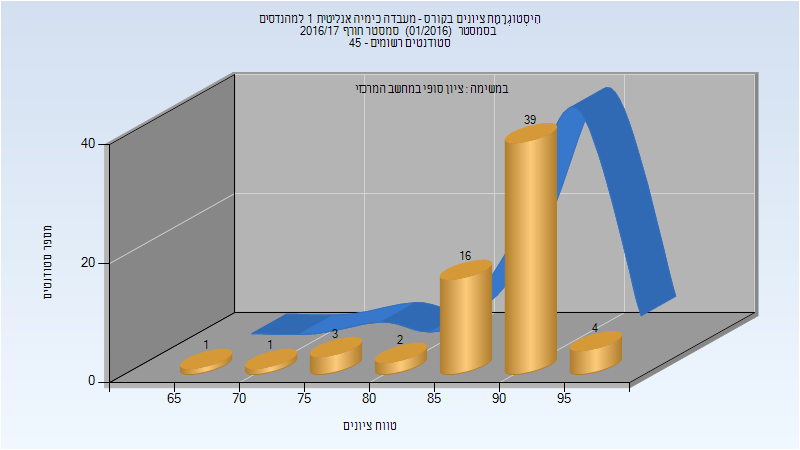 היסטוגרמת ציונים בקורס - מעבדה כימיה אנליטית 1 למהנדסים
בסמסטר (01/2016) סמסטר חורף 2016/17
סטודנטים רשומים - 45
במשימה : ציון סופי במחשב המרכזי
40
20
0
מספר סטודנטים
1
1
3
2
16
39
4
65
70
75
80
85
90
95
טווח ציונים